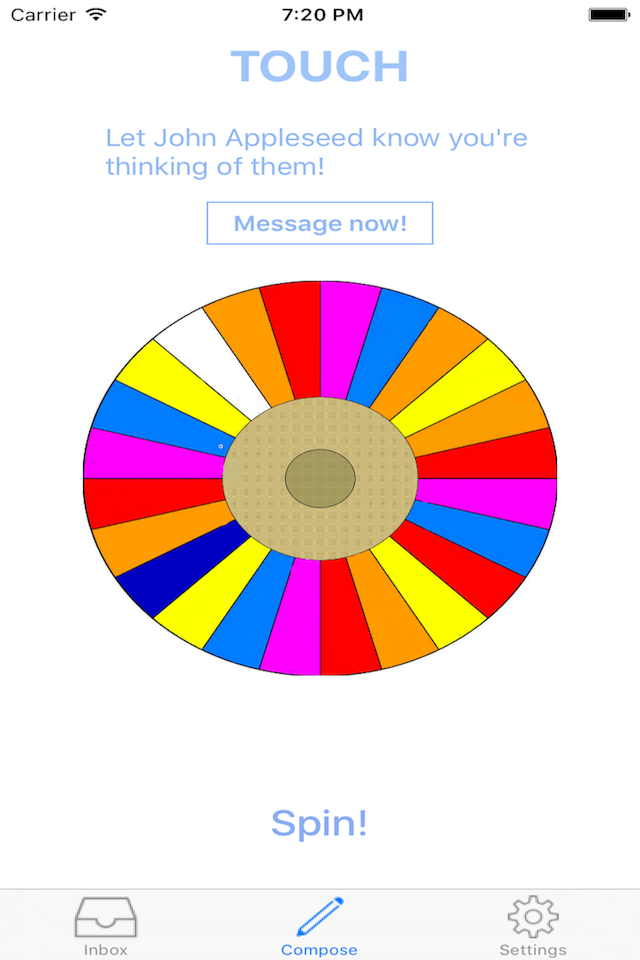 Carrier 7:20 PM
TOUCH
Let John Appleseed know you're
thinking of them!
Message now!
Spin!
Inbox Compose Settings